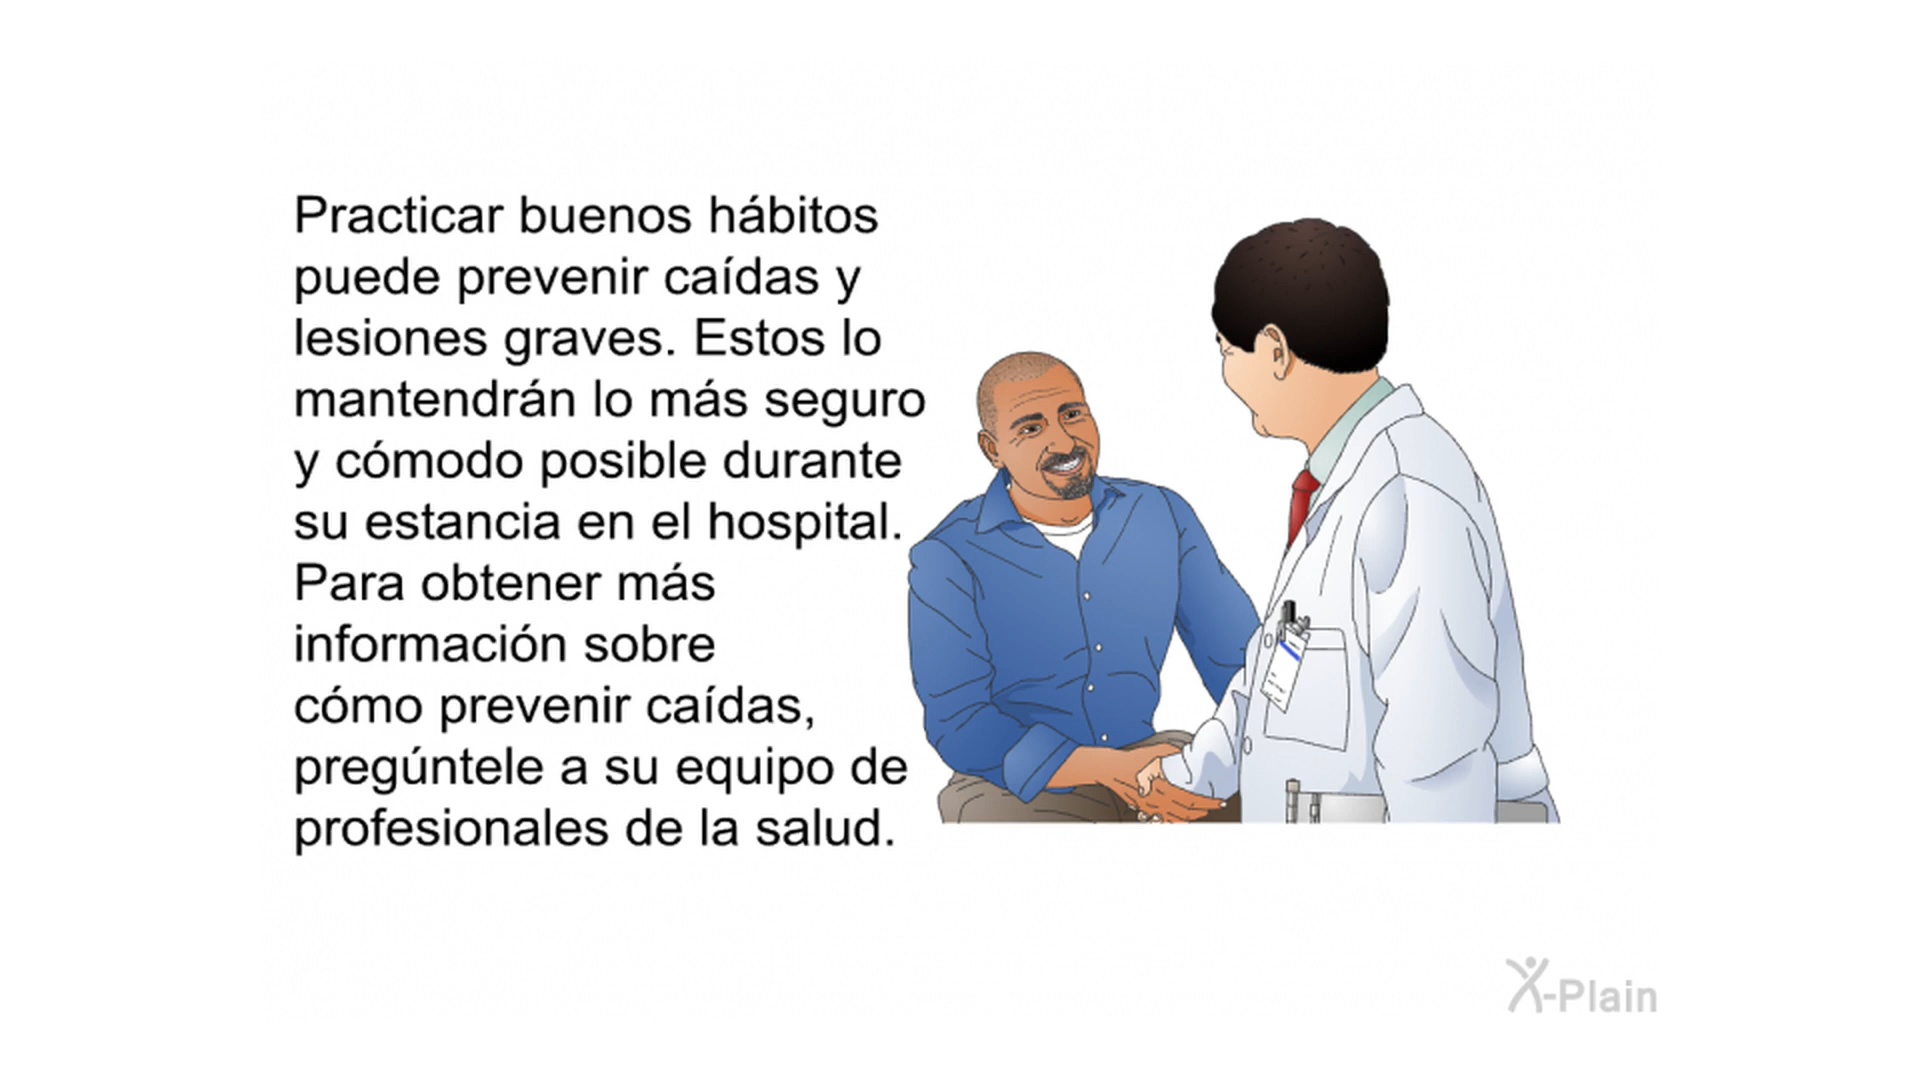 Practicar buenos hábitos
puede prevenir caídas y
lesiones graves. Estos lo
mantendrán lo más seguro
y cómodo posible durante
su estancia en el hospital.
Para obtener más
información sobre
cómo prevenir caídas,
pregúntele a su equipo de
profesionales de la salud.
X-Plain